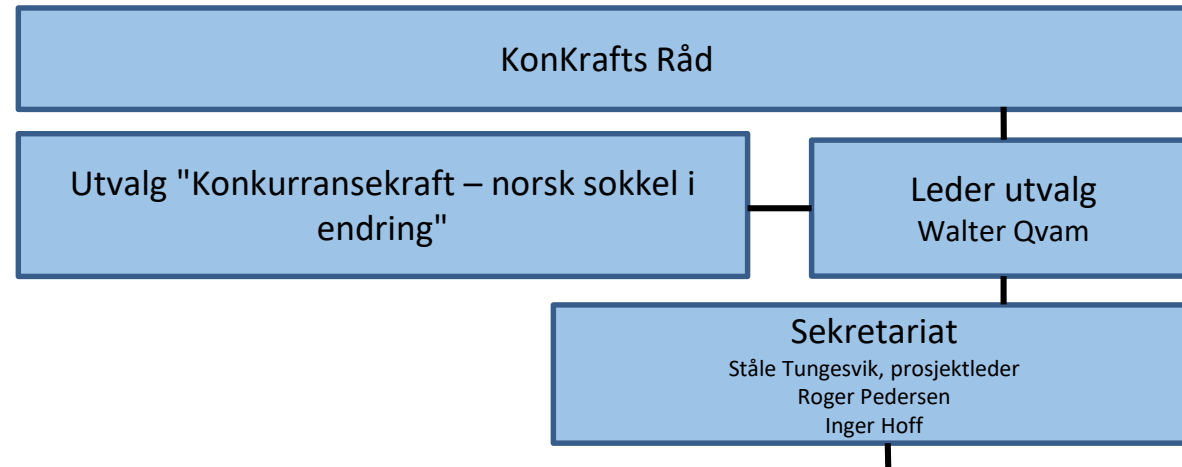 KonKrafts Råd
Utvalg "Konkurransekraft – norsk sokkel i
endring"
Leder utvalg
Walter Qvam
Sekretariat
Ståle Tungesvik, prosjektleder
Roger Pedersen
Inger Hoff